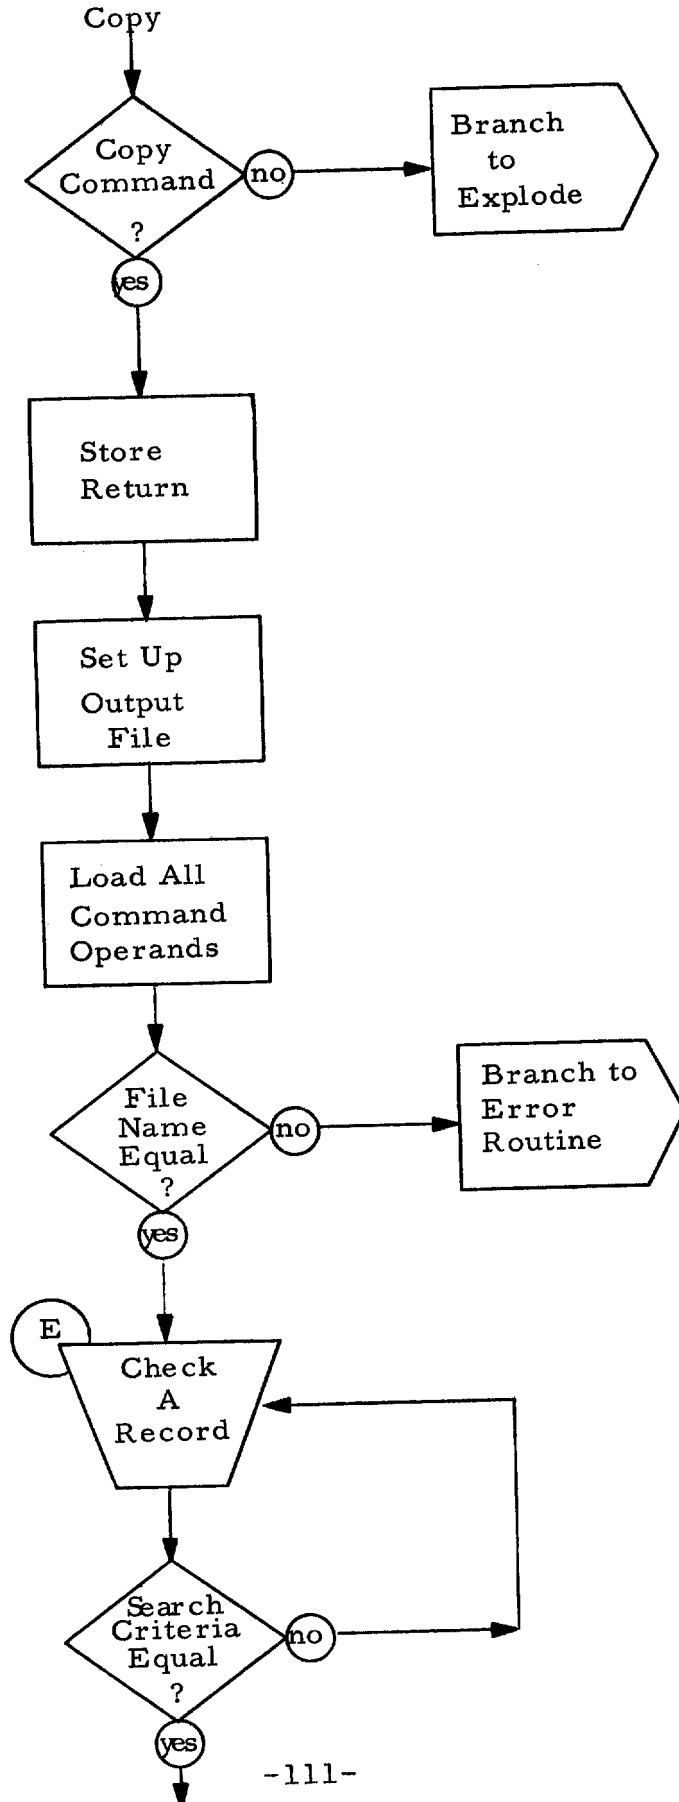 Copy
Copy
Command
?
no
Branch
to
Explode
yes
Store
Return
Set Up
Output
File
Load All
Command
Operands
File
Name
Equal
?
no
Branch to
Error
Routine
yes
E
Check
A
Record
Search
Criteria
Equal
?
no
yes
-111-